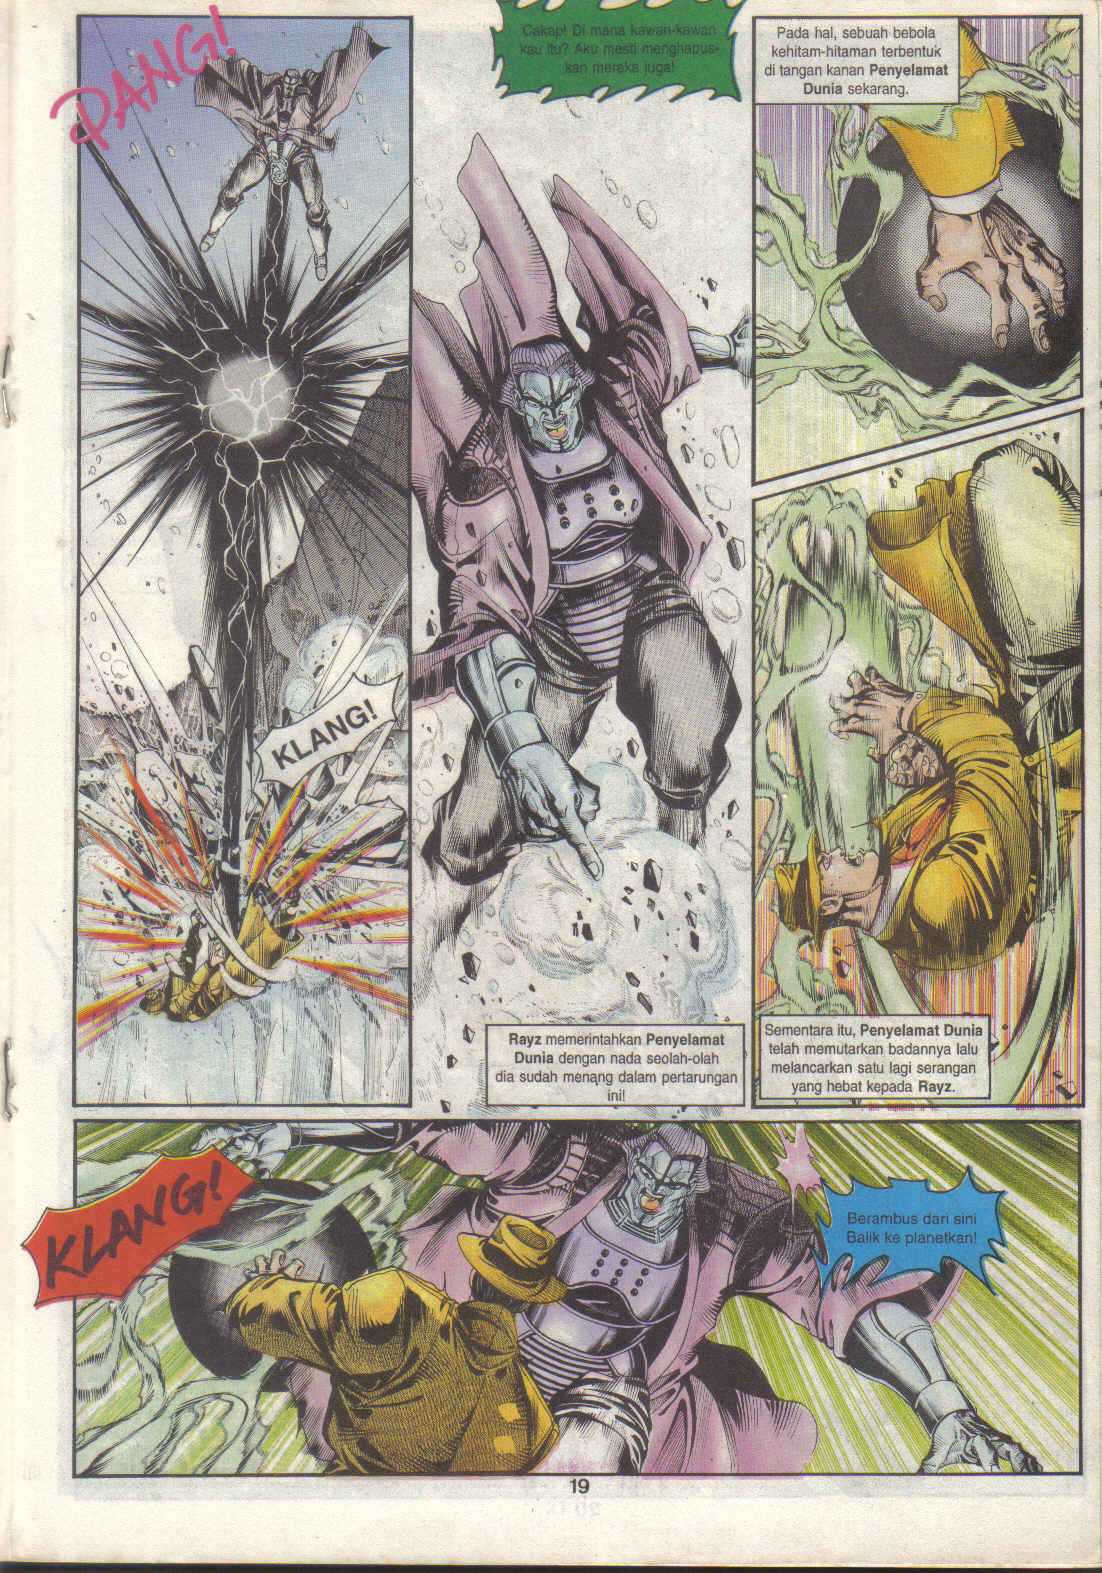 PANG!
KLANG!
Cakap! Di mana kawan-kawan
kau itu? Aku mesti menghapus-
kan mereka juga!
Rayz memerintahkan Penyelamat
Dunia dengan nada seolah-olah
dia sudah menang dalam pertarungan
ini!
Pada hal, sebuah bebola
kehitam-hitaman terbentuk
di tangan kanan Penyelamat
Dunia sekarang.
Sementara itu, Penyelamat Dunia
telah memutarkan badannya lalu
melancarkan satu lagi serangan
yang hebat kepada Rayz.
KLANG!
Berambus dari sini
Balik ke planetkan!
19